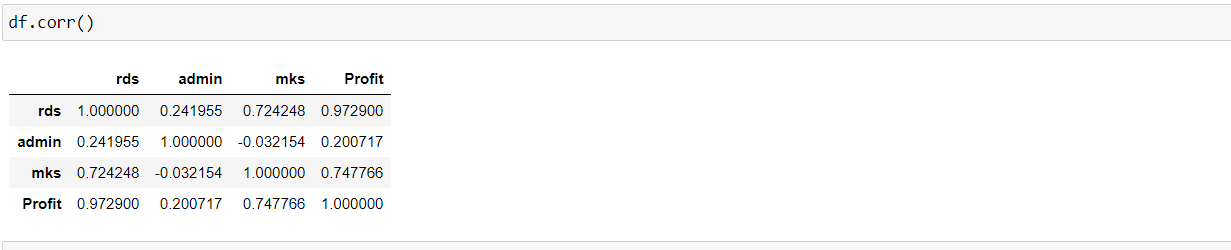 df.corr()
rds admin mks Profit
rds 1.000000 0.241955 0.724248 0.972900
admin 0.241955 1.000000 -0.032154 0.200717
mks 0.724248 -0.032154 1.000000 0.747766
Profit 0.972900 0.200717 0.747766 1.000000